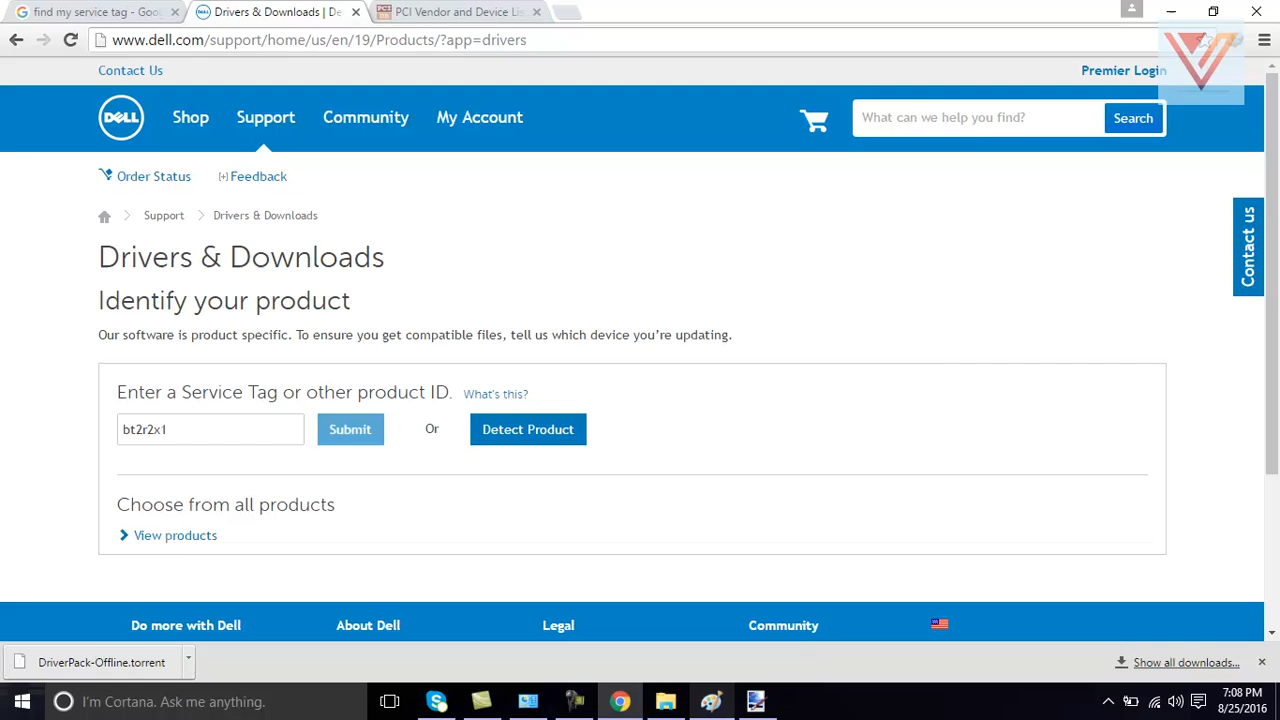 find my service tag - Goo
Drivers & Downloads | De
PCI Vendor and Device Lis
www.dell.com/support/home/us/en/19/Products/?app=drivers
Contact Us
Premier Login
DELL
Shop
Support
Community
My Account
What can we help you find?
Search
Order Status
[+] Feedback
Support
Drivers & Downloads
Contact us
Drivers & Downloads
Identify your product
Our software is product specific. To ensure you get compatible files, tell us which device you're updating.
Enter a Service Tag or other product ID. What's this?
bt2r2x1
Submit
Or
Detect Product
Choose from all products
View products
Do more with Dell
About Dell
Legal
Community
DriverPack-Offline.torrent
Show all downloads...
I'm Cortana. Ask me anything.
7:08 PM
8/25/2016